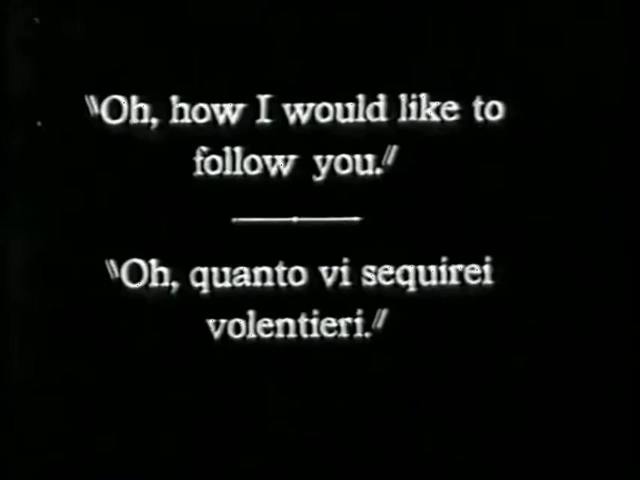 "Oh, how I would like to
follow you."
"Oh, quanto vi sequirei
volentieri."